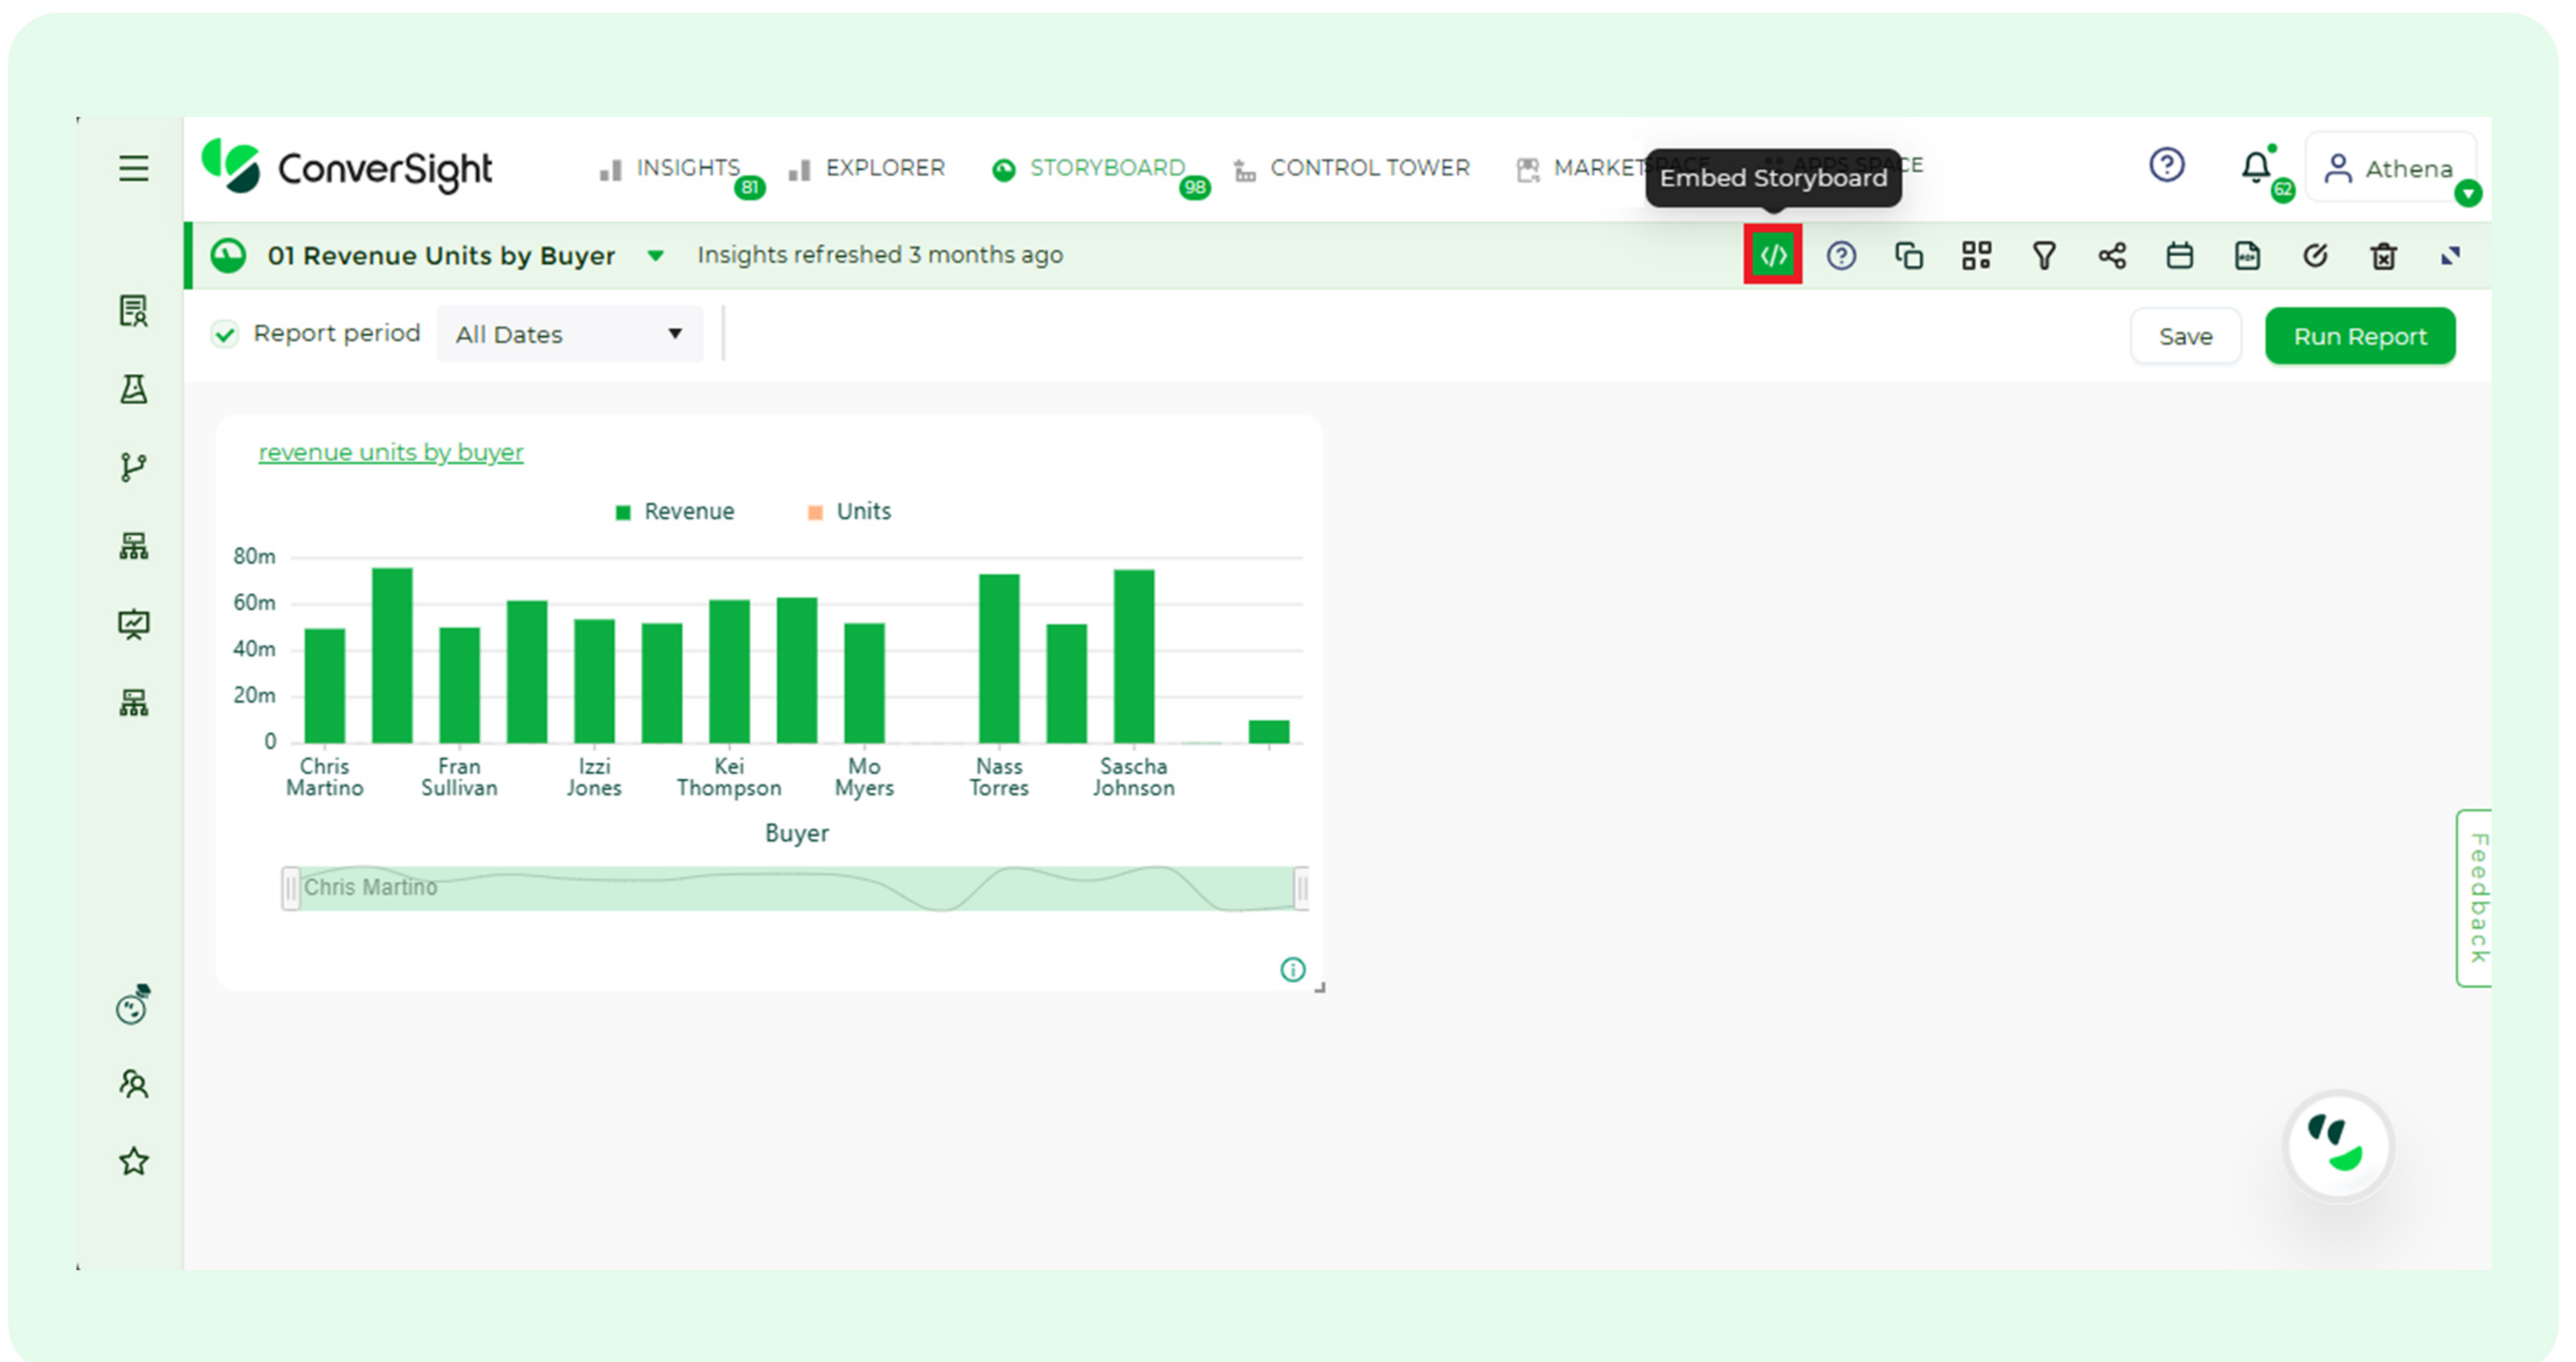 ConverSight
INSIGHTS
81
EXPLORER
STORYBOARD
98
CONTROL TOWER
MARKETSPACE
APPS SPACE
Embed Storyboard
62
Athena
01 Revenue Units by Buyer
Insights refreshed 3 months ago
Report period
All Dates
Save
Run Report
revenue units by buyer
Revenue
Units
80m
60m
40m
20m
0
Chris
Martino
Fran
Sullivan
Izzi
Jones
Kei
Thompson
Mo
Myers
Nass
Torres
Sascha
Johnson
Buyer
Chris Martino
Feedback